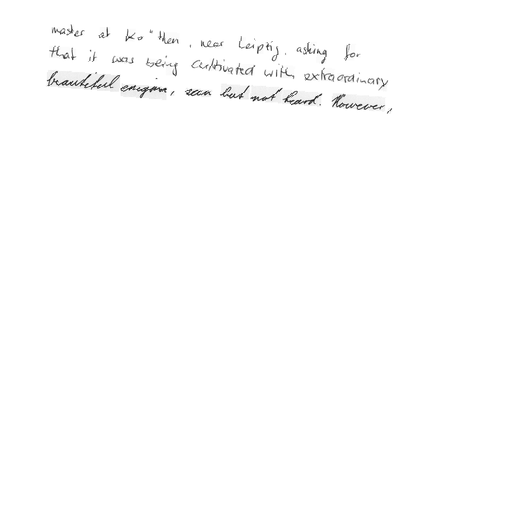 master at Ko"then, near Leiptig, asking for
that it was being cultivated with extraordinary
beautiful enigma, seen but not heard. However,